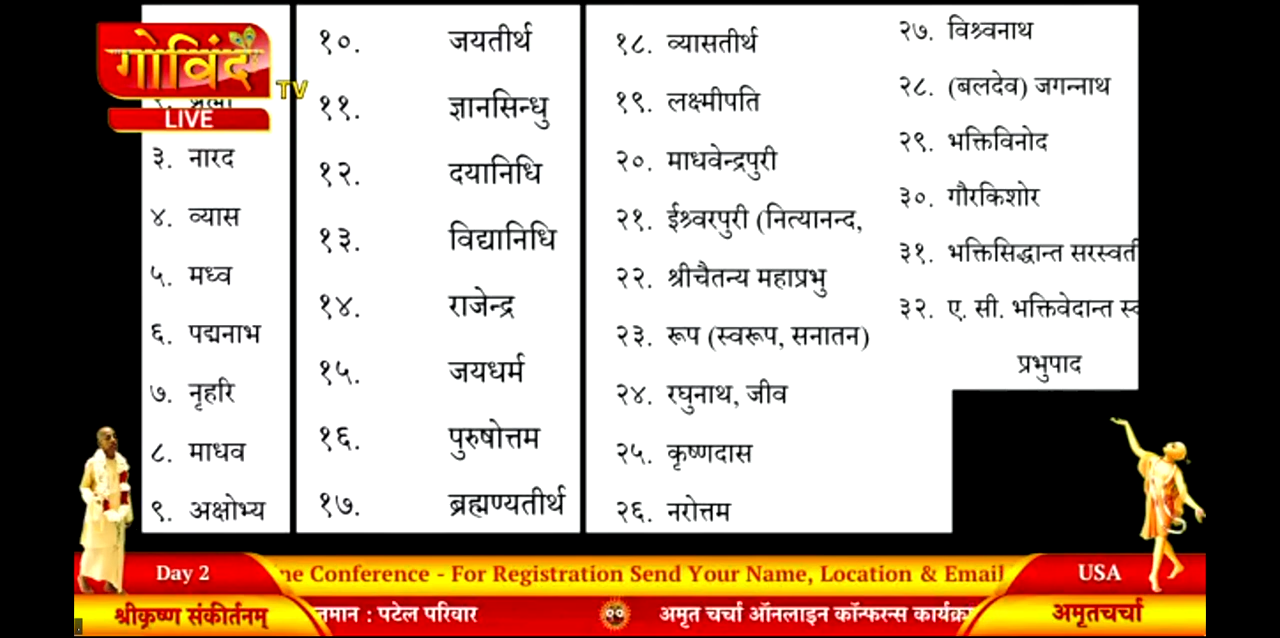 गोविंद
TV
LIVE
३. नारद
४. व्यास
५. मध्व
६. पद्मनाभ
७. नृहरि
८. माधव
९. अक्षोभ्य
१०. जयतीर्थ
११. ज्ञानसिन्धु
१२. दयानिधि
१३. विद्यानिधि
१४. राजेन्द्र
१५. जयधर्म
१६. पुरुषोत्तम
१७. ब्रह्मण्यतीर्थ
१८. व्यासतीर्थ
१९. लक्ष्मीपति
२०. माधवेन्द्रपुरी
२१. ईश्र्वरपुरी (नित्यानन्द,
२२. श्रीचैतन्य महाप्रभु
२३. रूप (स्वरूप, सनातन)
२४. रघुनाथ, जीव
२५. कृष्णदास
२६. नरोत्तम
२७. विश्र्वनाथ
२८. (बलदेव) जगन्नाथ
२९. भक्तिविनोद
३०. गौरकिशोर
३१. भक्तिसिद्धान्त सरस्वती
३२. ए. सी. भक्तिवेदान्त
प्रभुपाद
Day 2
ne Conference - For Registration Send Your Name, Location & Email
USA
श्रीकृष्ण संकीर्तनम्
जमान : पटेल परिवार
अमृत चर्चा ऑनलाइन कॉन्फरन्स कार्यक्र
अमृतचर्चा